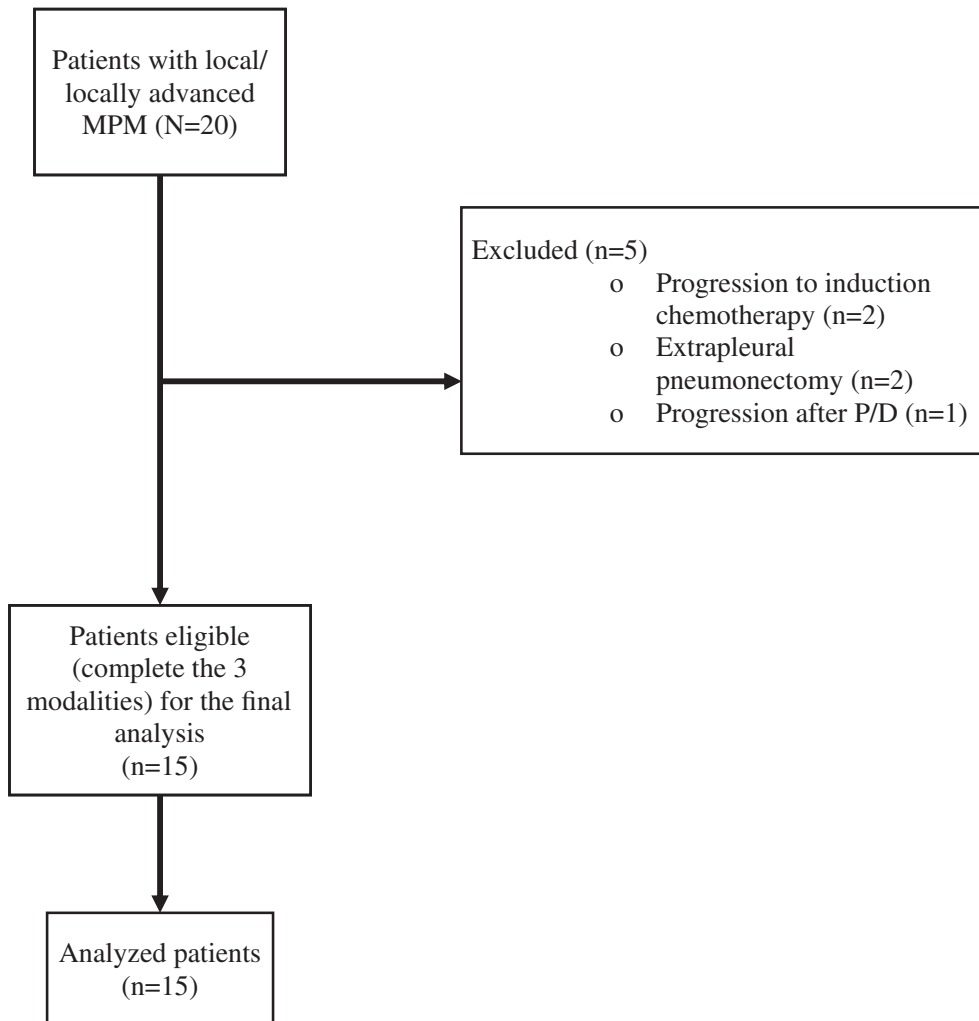 Patients with local/
locally advanced
MPM (N=20)
Excluded (n=5)
o Progression to induction
chemotherapy (n=2)
o Extrapleural
pneumonectomy (n=2)
o Progression after P/D (n=1)
Patients eligible
(complete the 3
modalities) for the final
analysis
(n=15)
Analyzed patients
(n=15)